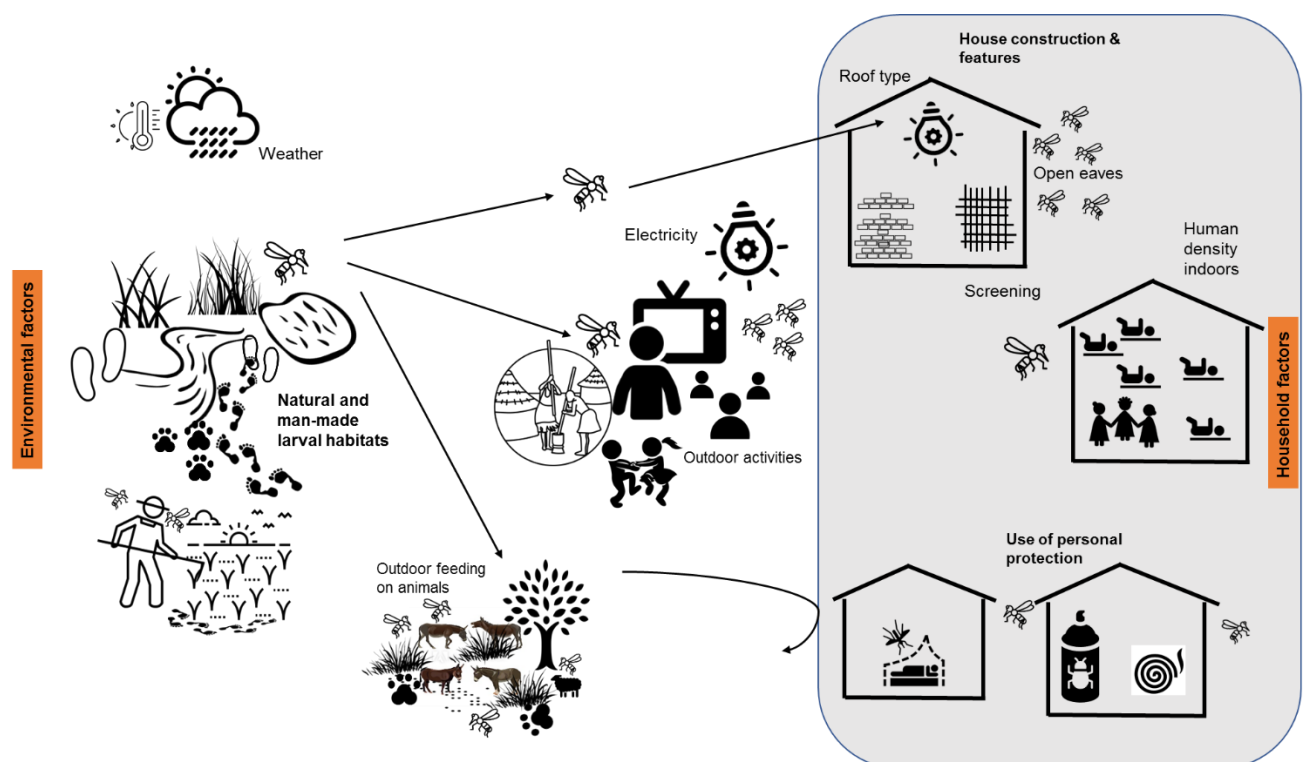 Environmental factors
Weather
Natural and
man-made
larval habitats
Electricity
Outdoor activities
Outdoor feeding
on animals
House construction &
features
Roof type
Open eaves
Screening
Human
density
indoors
Use of personal
protection
Household factors